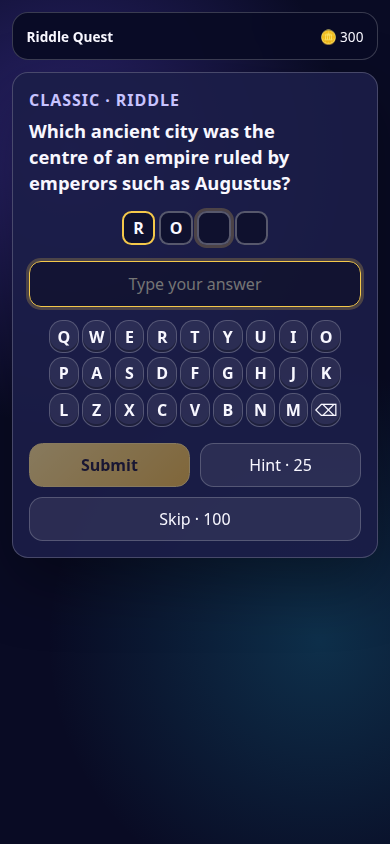 Riddle Quest
🪙 300
CLASSIC · RIDDLE
Which ancient city was the
centre of an empire ruled by
emperors such as Augustus?
R O
Type your answer
Q W E R T Y U I O
P A S D F G H J K
L Z X C V B N M ⌫
Submit
Hint · 25
Skip · 100